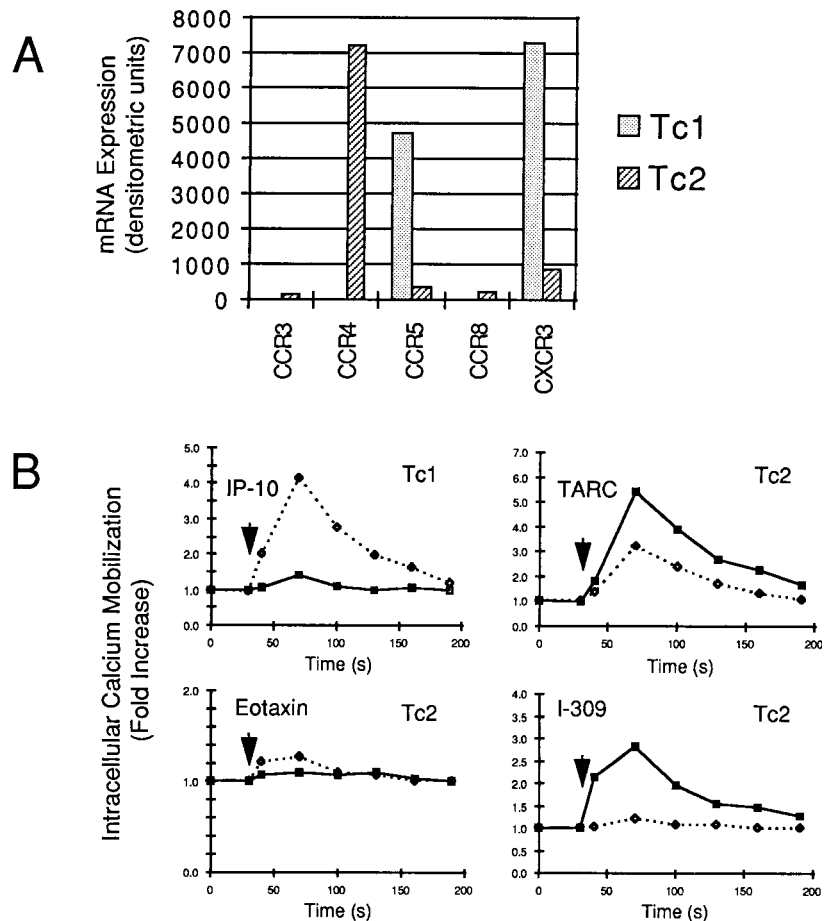 A
mRNA Expression
(densitometric units)
8000
7000
6000
5000
4000
3000
2000
1000
0
CCR3
CCR4
CCR5
CCR8
CXCR3
Tc1
Tc2
B
Intracellular Calcium Mobilization
(Fold Increase)
5.0
4.0
3.0
2.0
1.0
0.0
IP-10
Tc1
0 50 100 150 200
Time (s)
7.0
6.0
5.0
4.0
3.0
2.0
1.0
0.0
TARC
Tc2
0 50 100 150 200
Time (s)
2.0
1.0
0.0
Eotaxin
Tc2
0 50 100 150 200
Time (s)
4.0
3.5
3.0
2.5
2.0
1.5
1.0
0.5
0.0
I-309
Tc2
0 50 100 150 200
Time (s)